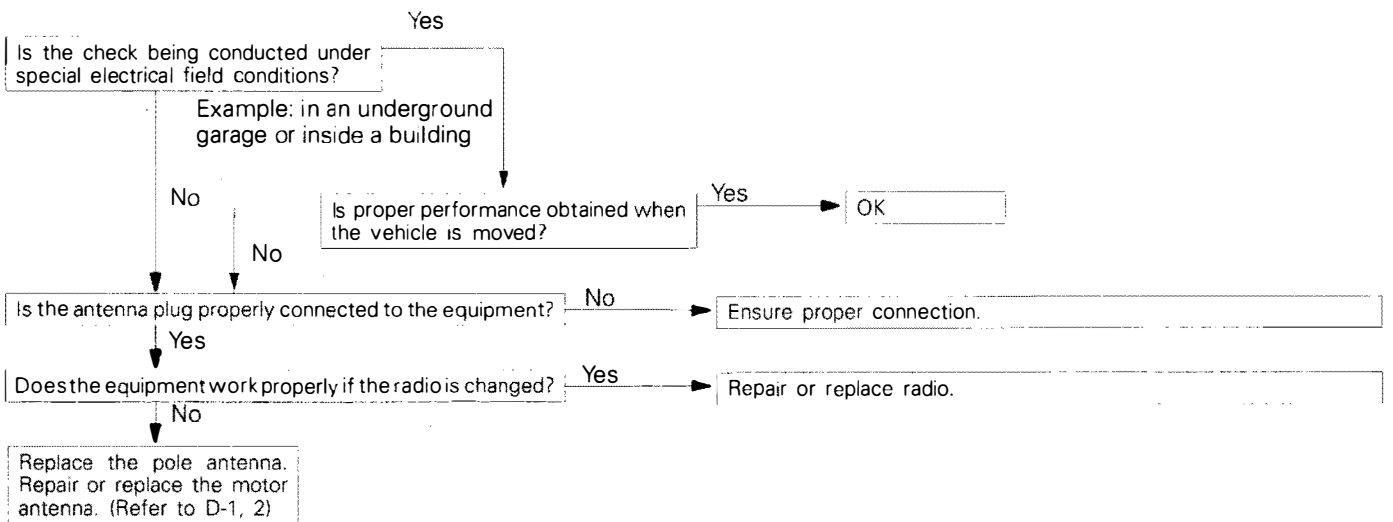 Yes
Is the check being conducted under
special electrical field conditions?
Example: in an underground
garage or inside a building
No
Is proper performance obtained when
the vehicle is moved?
Yes
OK
No
Is the antenna plug properly connected to the equipment?
No
Ensure proper connection.
Yes
Does the equipment work properly if the radio is changed?
Yes
Repair or replace radio.
No
Replace the pole antenna.
Repair or replace the motor
antenna. (Refer to D-1, 2)